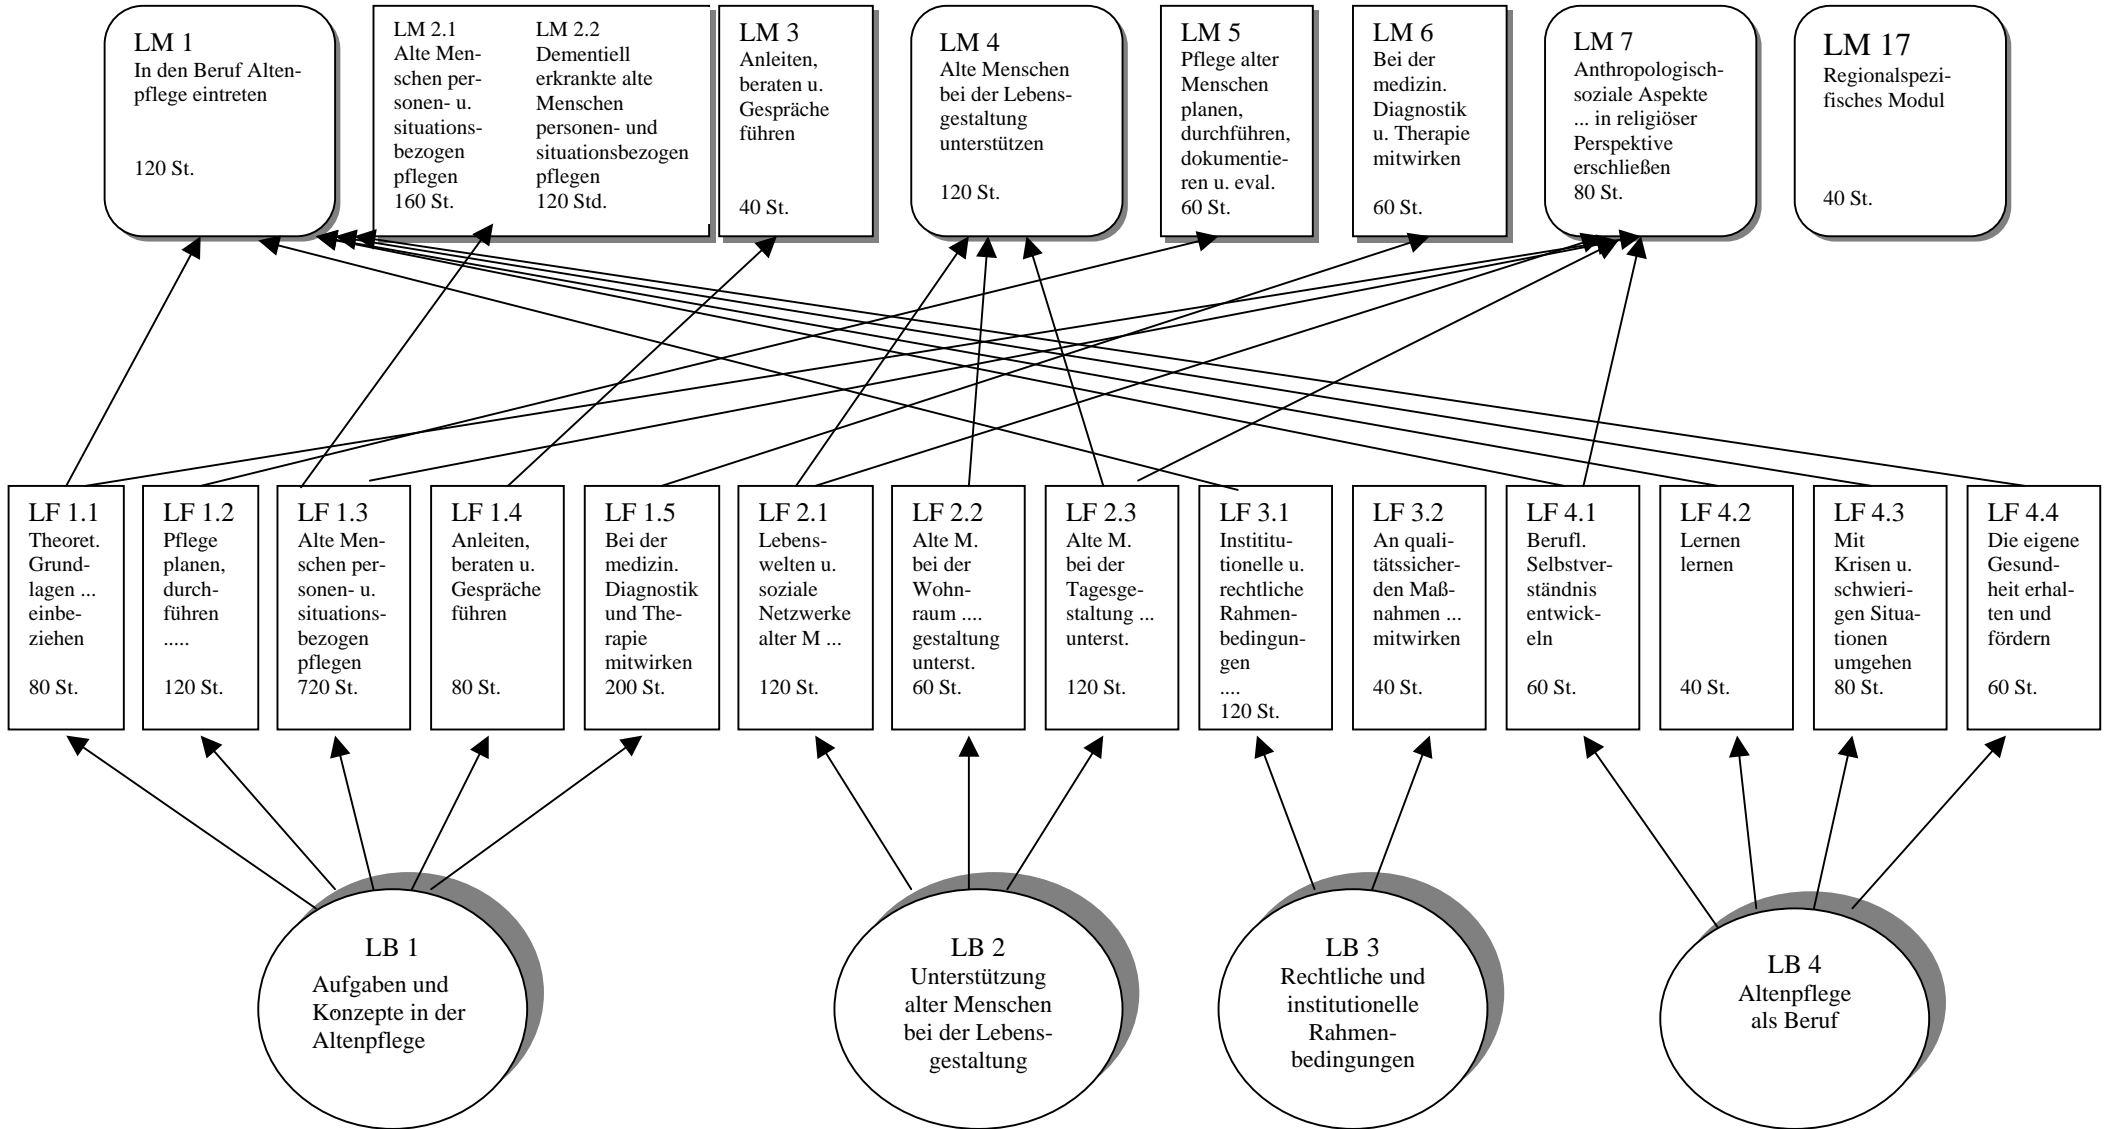 LM 1
In den Beruf Alten-
pflege eintreten
120 St.
LM 2.1
Alte Men-
schen per-
sonen- u.
situations-
bezogen
pflegen
160 St.
LM 2.2
Dementiell
erkrankte alte
Menschen
personen- und
situationsbezogen
pflegen
120 Std.
LM 3
Anleiten,
beraten u.
Gespräche
führen
40 St.
LM 4
Alte Menschen
bei der Lebens-
gestaltung
unterstützen
120 St.
LM 5
Pflege alter
Menschen
planen,
durchführen,
dokumentie-
ren u. eval.
60 St.
LM 6
Bei der
medizin.
Diagnostik
u. Therapie
mitwirken
60 St.
LM 7
Anthropologisch-
soziale Aspekte
... in religiöser
Perspektive
erschließen
80 St.
LM 17
Regionalspezi-
fisches Modul
40 St.
LF 1.1
Theoret.
Grund-
lagen ...
einbe-
ziehen
80 St.
LF 1.2
Pflege
planen,
durch-
führen
.....
120 St.
LF 1.3
Alte Men-
schen per-
sonen- u.
situations-
bezogen
pflegen
720 St.
LF 1.4
Anleiten,
beraten u.
Gespräche
führen
80 St.
LF 1.5
Bei der
medizin.
Diagnostik
und The-
rapie
mitwirken
200 St.
LF 2.1
Lebens-
welten u.
soziale
Netzwerke
alter M ...
120 St.
LF 2.2
Alte M.
bei der
Wohn-
raum ....
gestaltung
unterst.
60 St.
LF 2.3
Alte M.
bei der
Tagesge-
staltung ...
unterst.
120 St.
LF 3.1
Instititu-
tionelle u.
rechtliche
Rahmen-
bedingun-
gen
....
120 St.
LF 3.2
An quali-
tätssicher-
den Maß-
nahmen ...
mitwirken
40 St.
LF 4.1
Berufl.
Selbstver-
ständnis
entwick-
eln
60 St.
LF 4.2
Lernen
lernen
40 St.
LF 4.3
Mit
Krisen u.
schwieri-
gen Situa-
tionen
umgehen
80 St.
LF 4.4
Die eigene
Gesund-
heit erhal-
ten und
fördern
60 St.
LB 1
Aufgaben und
Konzepte in der
Altenpflege
LB 2
Unterstützung
alter Menschen
bei der Lebens-
gestaltung
LB 3
Rechtliche und
institutionelle
Rahmen-
bedingungen
LB 4
Altenpflege
als Beruf